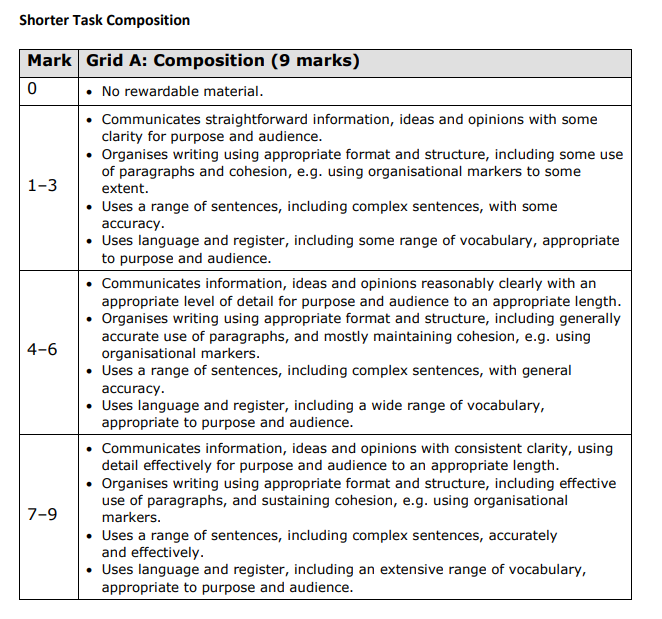 Shorter Task Composition
Mark Grid A: Composition (9 marks)
0 • No rewardable material.
• Communicates straightforward information, ideas and opinions with some
clarity for purpose and audience.
• Organises writing using appropriate format and structure, including some use
of paragraphs and cohesion, e.g. using organisational markers to some
extent.
1–3
• Uses a range of sentences, including complex sentences, with some
accuracy.
• Uses language and register, including some range of vocabulary, appropriate
to purpose and audience.
• Communicates information, ideas and opinions reasonably clearly with an
appropriate level of detail for purpose and audience to an appropriate length.
• Organises writing using appropriate format and structure, including generally
accurate use of paragraphs, and mostly maintaining cohesion, e.g. using
4–6
organisational markers.
• Uses a range of sentences, including complex sentences, with general
accuracy.
• Uses language and register, including a wide range of vocabulary,
appropriate to purpose and audience.
• Communicates information, ideas and opinions with consistent clarity, using
detail effectively for purpose and audience to an appropriate length.
• Organises writing using appropriate format and structure, including effective
use of paragraphs, and sustaining cohesion, e.g. using organisational
7–9
markers.
• Uses a range of sentences, including complex sentences, accurately
and effectively.
• Uses language and register, including an extensive range of vocabulary,
appropriate to purpose and audience.